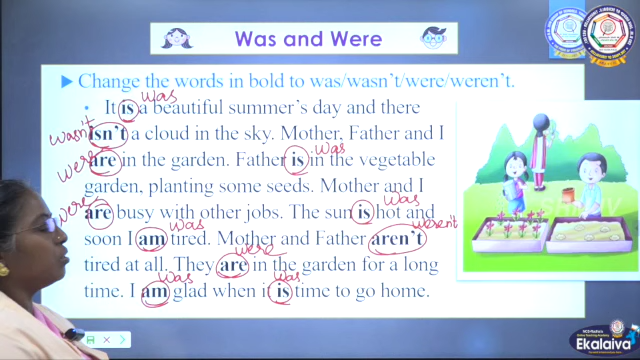 Was and Were
▶ Change the words in bold to was/wasn't/were/weren't.
was was
• It is a beautiful summer's day and there
wasn't
isn't a cloud in the sky. Mother, Father and I
were was
are in the garden. Father is in the vegetable
garden, planting some seeds. Mother and I
were was
are busy with other jobs. The sun is hot and
was weren't
soon I am tired. Mother and Father aren't
were
tired at all. They are in the garden for a long
was was
time. I am glad when it is time to go home.
Ekalaiva